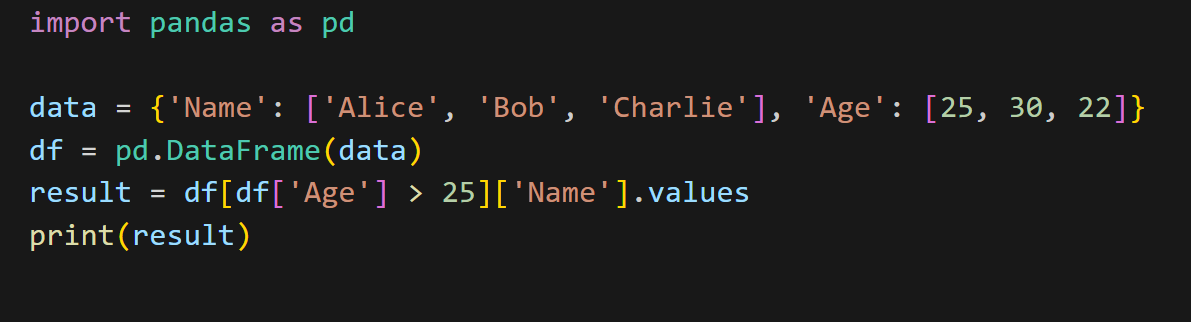 import pandas as pd
data = {'Name': ['Alice', 'Bob', 'Charlie'], 'Age': [25, 30, 22]}
df = pd.DataFrame(data)
result = df[df['Age'] > 25]['Name'].values
print(result)